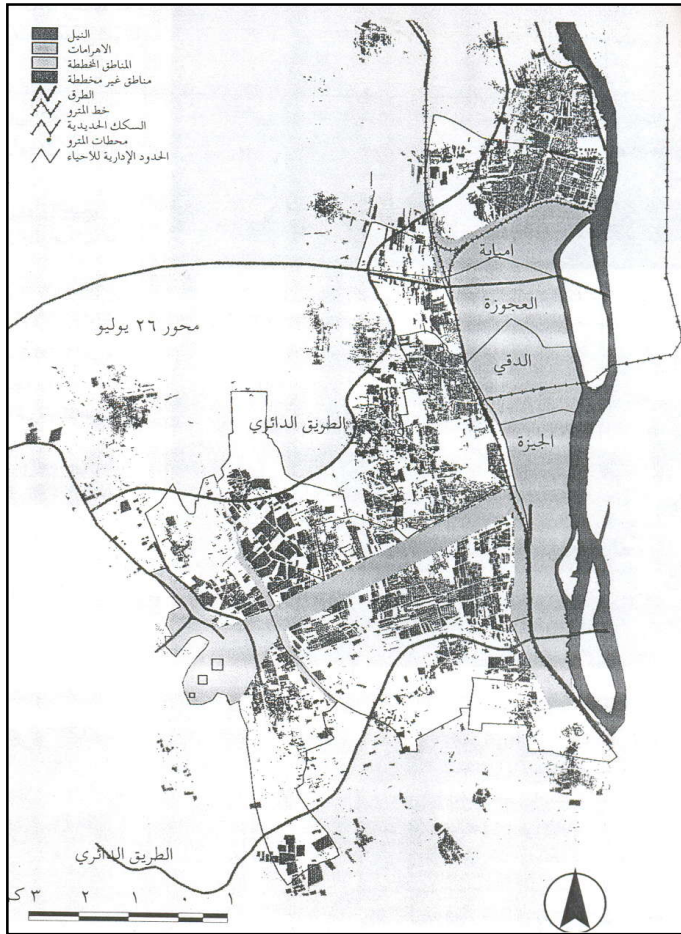 النيل
الاهرامات
المناطق المخططة
مناطق غير مخططة
الطرق
خط المترو
السكك الحديدية
محطات المترو
الحدود الإدارية للأحياء
امبابة
العجوزة
محور ٢٦ يوليو
الدقي
الطريق الدائري
الجيزة
الطريق الدائري
٣ ٢ ١ ٠ ١